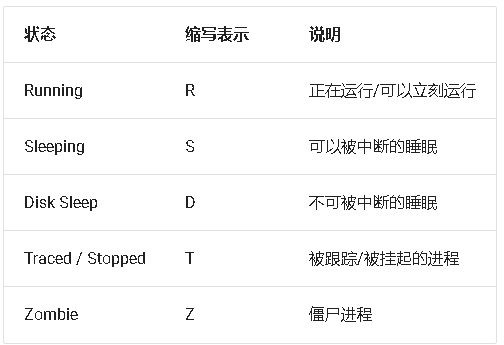 状态 缩写表示 说明
Running R 正在运行/可以立刻运行
Sleeping S 可以被中断的睡眠
Disk Sleep D 不可被中断的睡眠
Traced / Stopped T 被跟踪/被挂起的进程
Zombie Z 僵尸进程